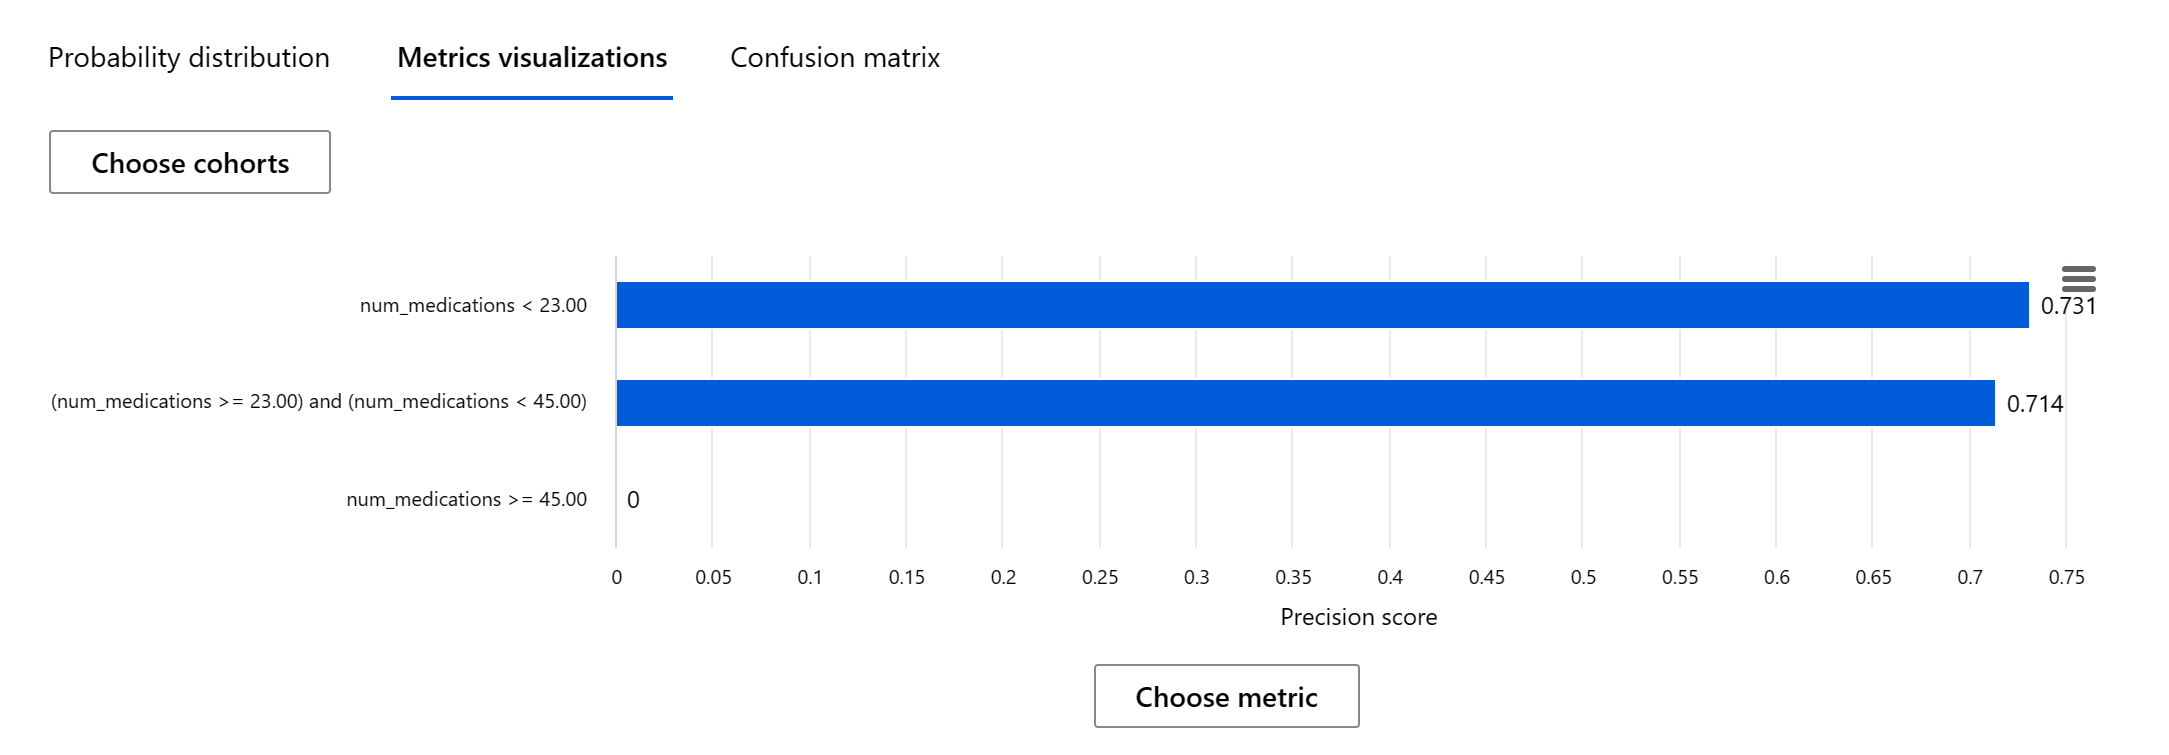 Probability distribution Metrics visualizations Confusion matrix
Choose cohorts
num_medications < 23.00 0.731
(num_medications >= 23.00) and (num_medications < 45.00) 0.714
num_medications >= 45.00 0
0 0.05 0.1 0.15 0.2 0.25 0.3 0.35 0.4 0.45 0.5 0.55 0.6 0.65 0.7 0.75
Precision score
Choose metric